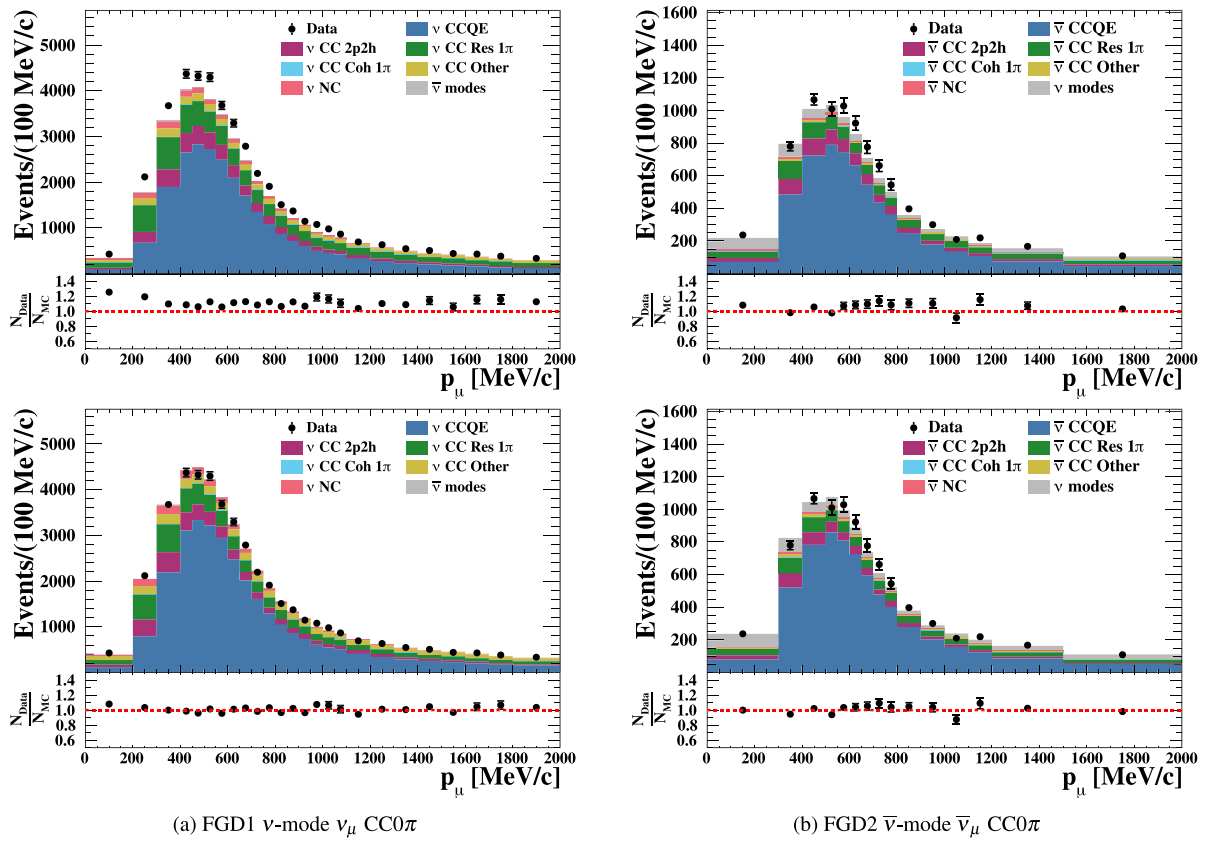 Data
ν CCQE
ν CC 2p2h
ν CC Res 1π
ν CC Coh 1π
ν CC Other
ν NC
ν̅ modes
Events/(100 MeV/c)
5000
4000
3000
2000
1000
N_Data/N_MC
1.4
1.2
1.0
0.8
0.6
0 200 400 600 800 1000 1200 1400 1600 1800 2000
p_μ [MeV/c]
Data
ν̅ CCQE
ν̅ CC 2p2h
ν̅ CC Res 1π
ν̅ CC Coh 1π
ν̅ CC Other
ν̅ NC
ν modes
Events/(100 MeV/c)
1600
1400
1200
1000
800
600
400
200
N_Data/N_MC
1.4
1.2
1.0
0.8
0.6
0 200 400 600 800 1000 1200 1400 1600 1800 2000
p_μ [MeV/c]
Data
ν CCQE
ν CC 2p2h
ν CC Res 1π
ν CC Coh 1π
ν CC Other
ν NC
ν̅ modes
Events/(100 MeV/c)
5000
4000
3000
2000
1000
N_Data/N_MC
1.4
1.2
1.0
0.8
0.6
0 200 400 600 800 1000 1200 1400 1600 1800 2000
p_μ [MeV/c]
Data
ν̅ CCQE
ν̅ CC 2p2h
ν̅ CC Res 1π
ν̅ CC Coh 1π
ν̅ CC Other
ν̅ NC
ν modes
Events/(100 MeV/c)
1600
1400
1200
1000
800
600
400
200
N_Data/N_MC
1.4
1.2
1.0
0.8
0.6
0 200 400 600 800 1000 1200 1400 1600 1800 2000
p_μ [MeV/c]
(a) FGD1 ν-mode ν_μ CC0π
(b) FGD2 ν̅-mode ν̅_μ CC0π